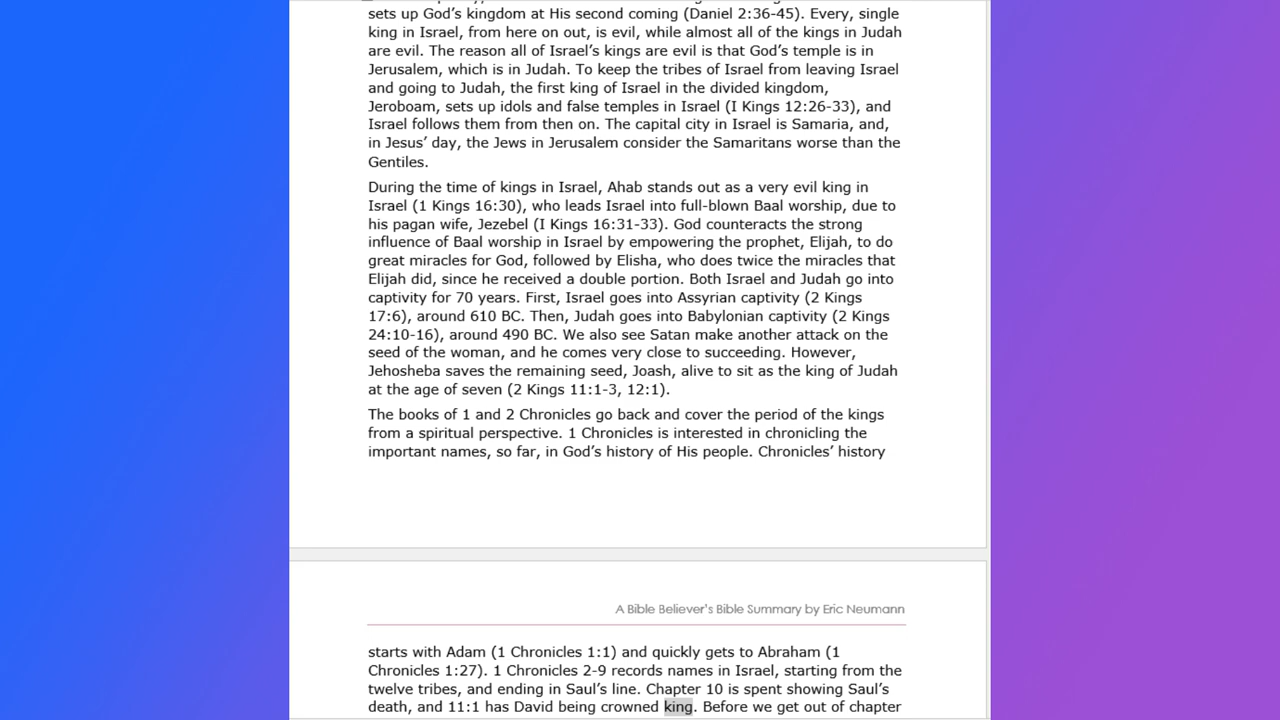 sets up God's kingdom at His second coming (Daniel 2:36-45). Every, single
king in Israel, from here on out, is evil, while almost all of the kings in Judah
are evil. The reason all of Israel's kings are evil is that God's temple is in
Jerusalem, which is in Judah. To keep the tribes of Israel from leaving Israel
and going to Judah, the first king of Israel in the divided kingdom,
Jeroboam, sets up idols and false temples in Israel (I Kings 12:26-33), and
Israel follows them from then on. The capital city in Israel is Samaria, and,
in Jesus' day, the Jews in Jerusalem consider the Samaritans worse than the
Gentiles.
During the time of kings in Israel, Ahab stands out as a very evil king in
Israel (1 Kings 16:30), who leads Israel into full-blown Baal worship, due to
his pagan wife, Jezebel (I Kings 16:31-33). God counteracts the strong
influence of Baal worship in Israel by empowering the prophet, Elijah, to do
great miracles for God, followed by Elisha, who does twice the miracles that
Elijah did, since he received a double portion. Both Israel and Judah go into
captivity for 70 years. First, Israel goes into Assyrian captivity (2 Kings
17:6), around 610 BC. Then, Judah goes into Babylonian captivity (2 Kings
24:10-16), around 490 BC. We also see Satan make another attack on the
seed of the woman, and he comes very close to succeeding. However,
Jehosheba saves the remaining seed, Joash, alive to sit as the king of Judah
at the age of seven (2 Kings 11:1-3, 12:1).
The books of 1 and 2 Chronicles go back and cover the period of the kings
from a spiritual perspective. 1 Chronicles is interested in chronicling the
important names, so far, in God's history of His people. Chronicles' history
A Bible Believer's Bible Summary by Eric Neumann
starts with Adam (1 Chronicles 1:1) and quickly gets to Abraham (1
Chronicles 1:27). 1 Chronicles 2-9 records names in Israel, starting from the
twelve tribes, and ending in Saul's line. Chapter 10 is spent showing Saul's
death, and 11:1 has David being crowned king. Before we get out of chapter